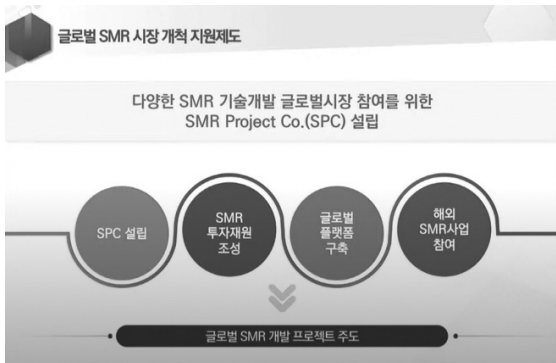 글로벌 SMR 시장 개척 지원제도
다양한 SMR 기술개발 글로벌시장 참여를 위한
SMR Project Co.(SPC) 설립
SPC 설립
SMR
투자재원
조성
글로벌
플랫폼
구축
해외
SMR사업
참여
글로벌 SMR 개발 프로젝트 주도